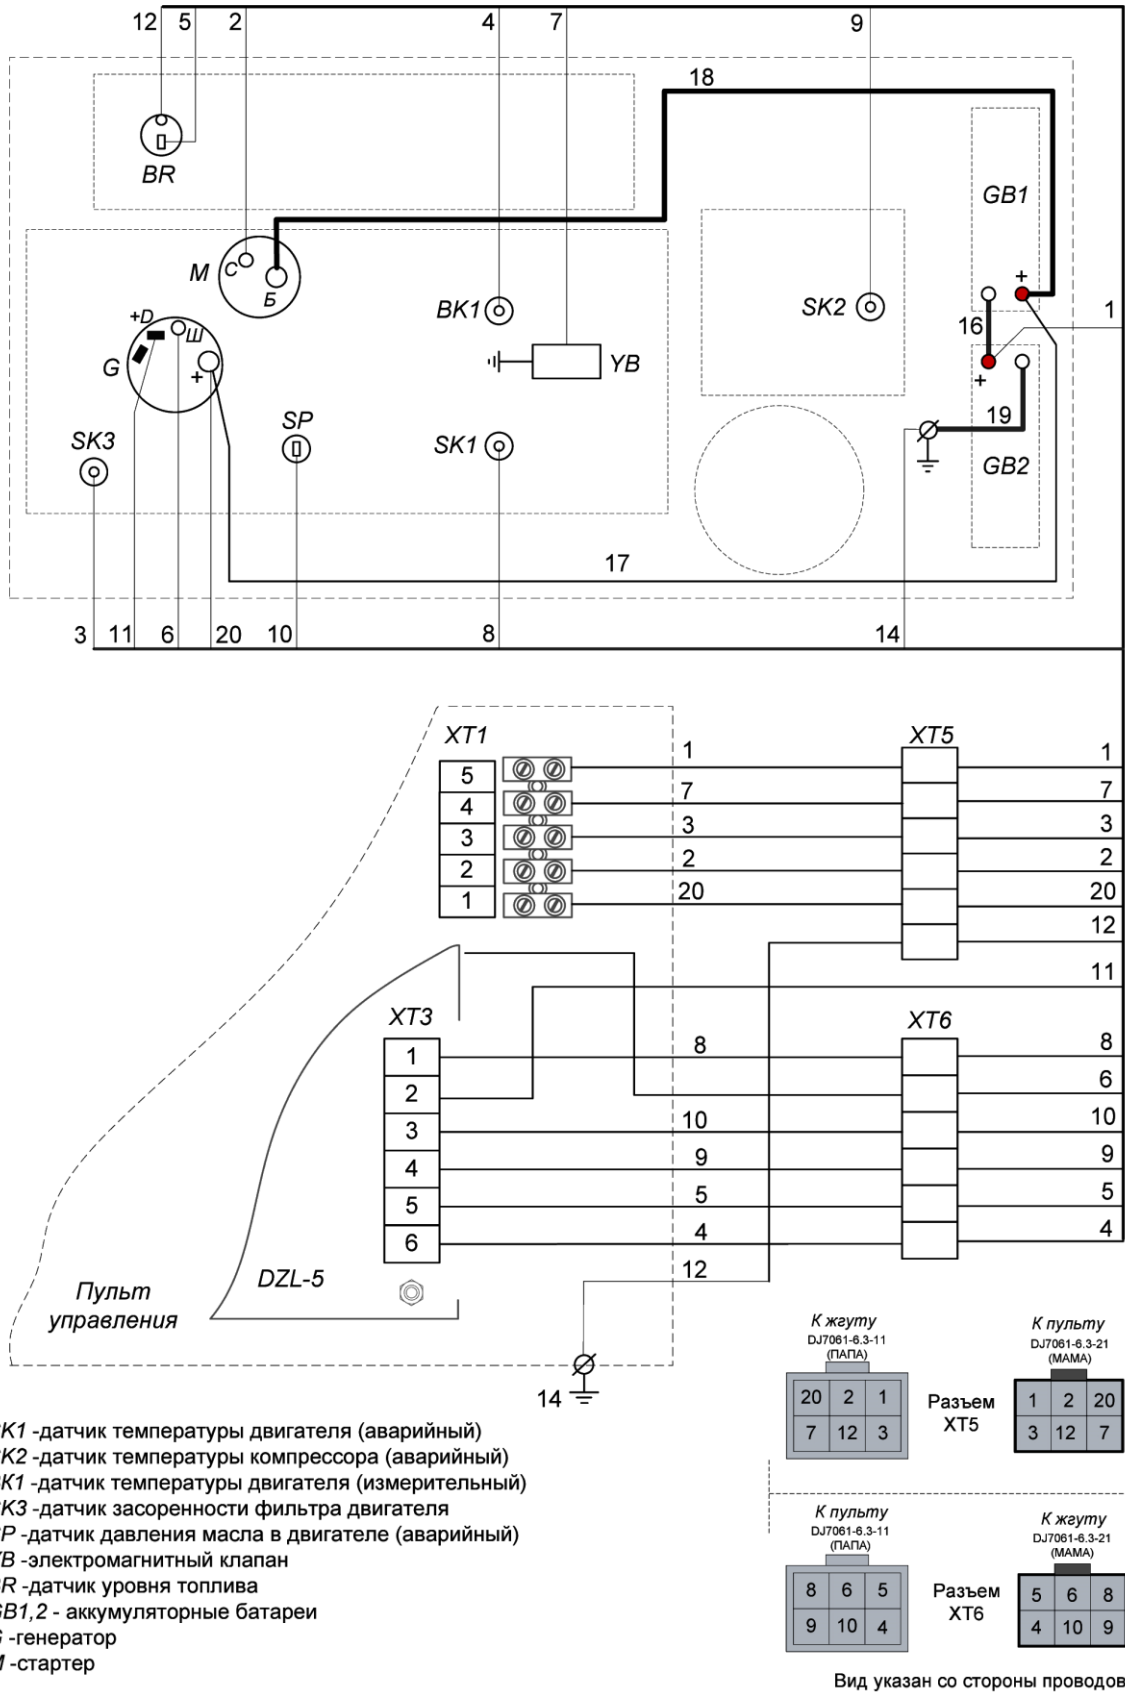 12 5 2 4 7 9
18
BR
GB1
M C Б
+
BK1
SK2
16 1
+D Ш
G +
YB
+
SP
19
SK3
SK1
GB2
17
3 11 6 20 10 8 14
XT1 XT5
5 1 1
4 7 7
3 3 3
2 2 2
1 20 20
12
11
XT3 XT6
1 8 8
2 6
3 10 10
4 9 9
5 5 5
6 4 4
12
DZL-5
Пульт
управления
14
К жгуту
DJ7061-6.3-11
(ПАПА)
20 2 1
7 12 3
Разъем
XT5
К пульту
DJ7061-6.3-21
(МАМА)
1 2 20
3 12 7
К пульту
DJ7061-6.3-11
(ПАПА)
8 6 5
9 10 4
Разъем
XT6
К жгуту
DJ7061-6.3-21
(МАМА)
5 6 8
4 10 9
Вид указан со стороны проводов
K1 -датчик температуры двигателя (аварийный)
K2 -датчик температуры компрессора (аварийный)
К1 -датчик температуры двигателя (измерительный)
K3 -датчик засоренности фильтра двигателя
P -датчик давления масла в двигателе (аварийный)
B -электромагнитный клапан
R -датчик уровня топлива
B1,2 - аккумуляторные батареи
-генератор
-стартер